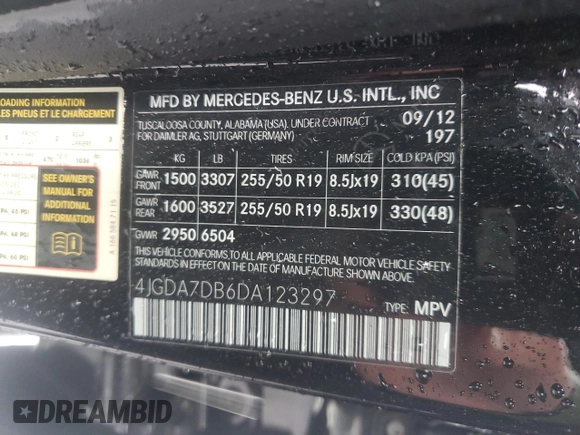 LOADING INFORMATION
LES PNEUS ET LE CHARGEMENT
SEE OWNER'S
MANUAL FOR
ADDITIONAL
INFORMATION
MFD BY MERCEDES-BENZ U.S. INTL., INC
TUSCALOOSA COUNTY, ALABAMA (USA), UNDER CONTRACT
FOR DAIMLER AG, STUTTGART (GERMANY)
09/12
197
KG LB TIRES RIM SIZE COLD KPA (PSI)
GAWR FRONT 1500 3307 255/50 R19 8.5Jx19 310(45)
GAWR REAR 1600 3527 255/50 R19 8.5Jx19 330(48)
GVWR 2950 6504
THIS VEHICLE CONFORMS TO ALL APPLICABLE FEDERAL MOTOR VEHICLE SAFETY
STANDARDS IN EFFECT ON THE DATE OF MANUFACTURE SHOWN ABOVE.
4JGDA7DB6DA123297
TYPE: MPV
DREAMBID